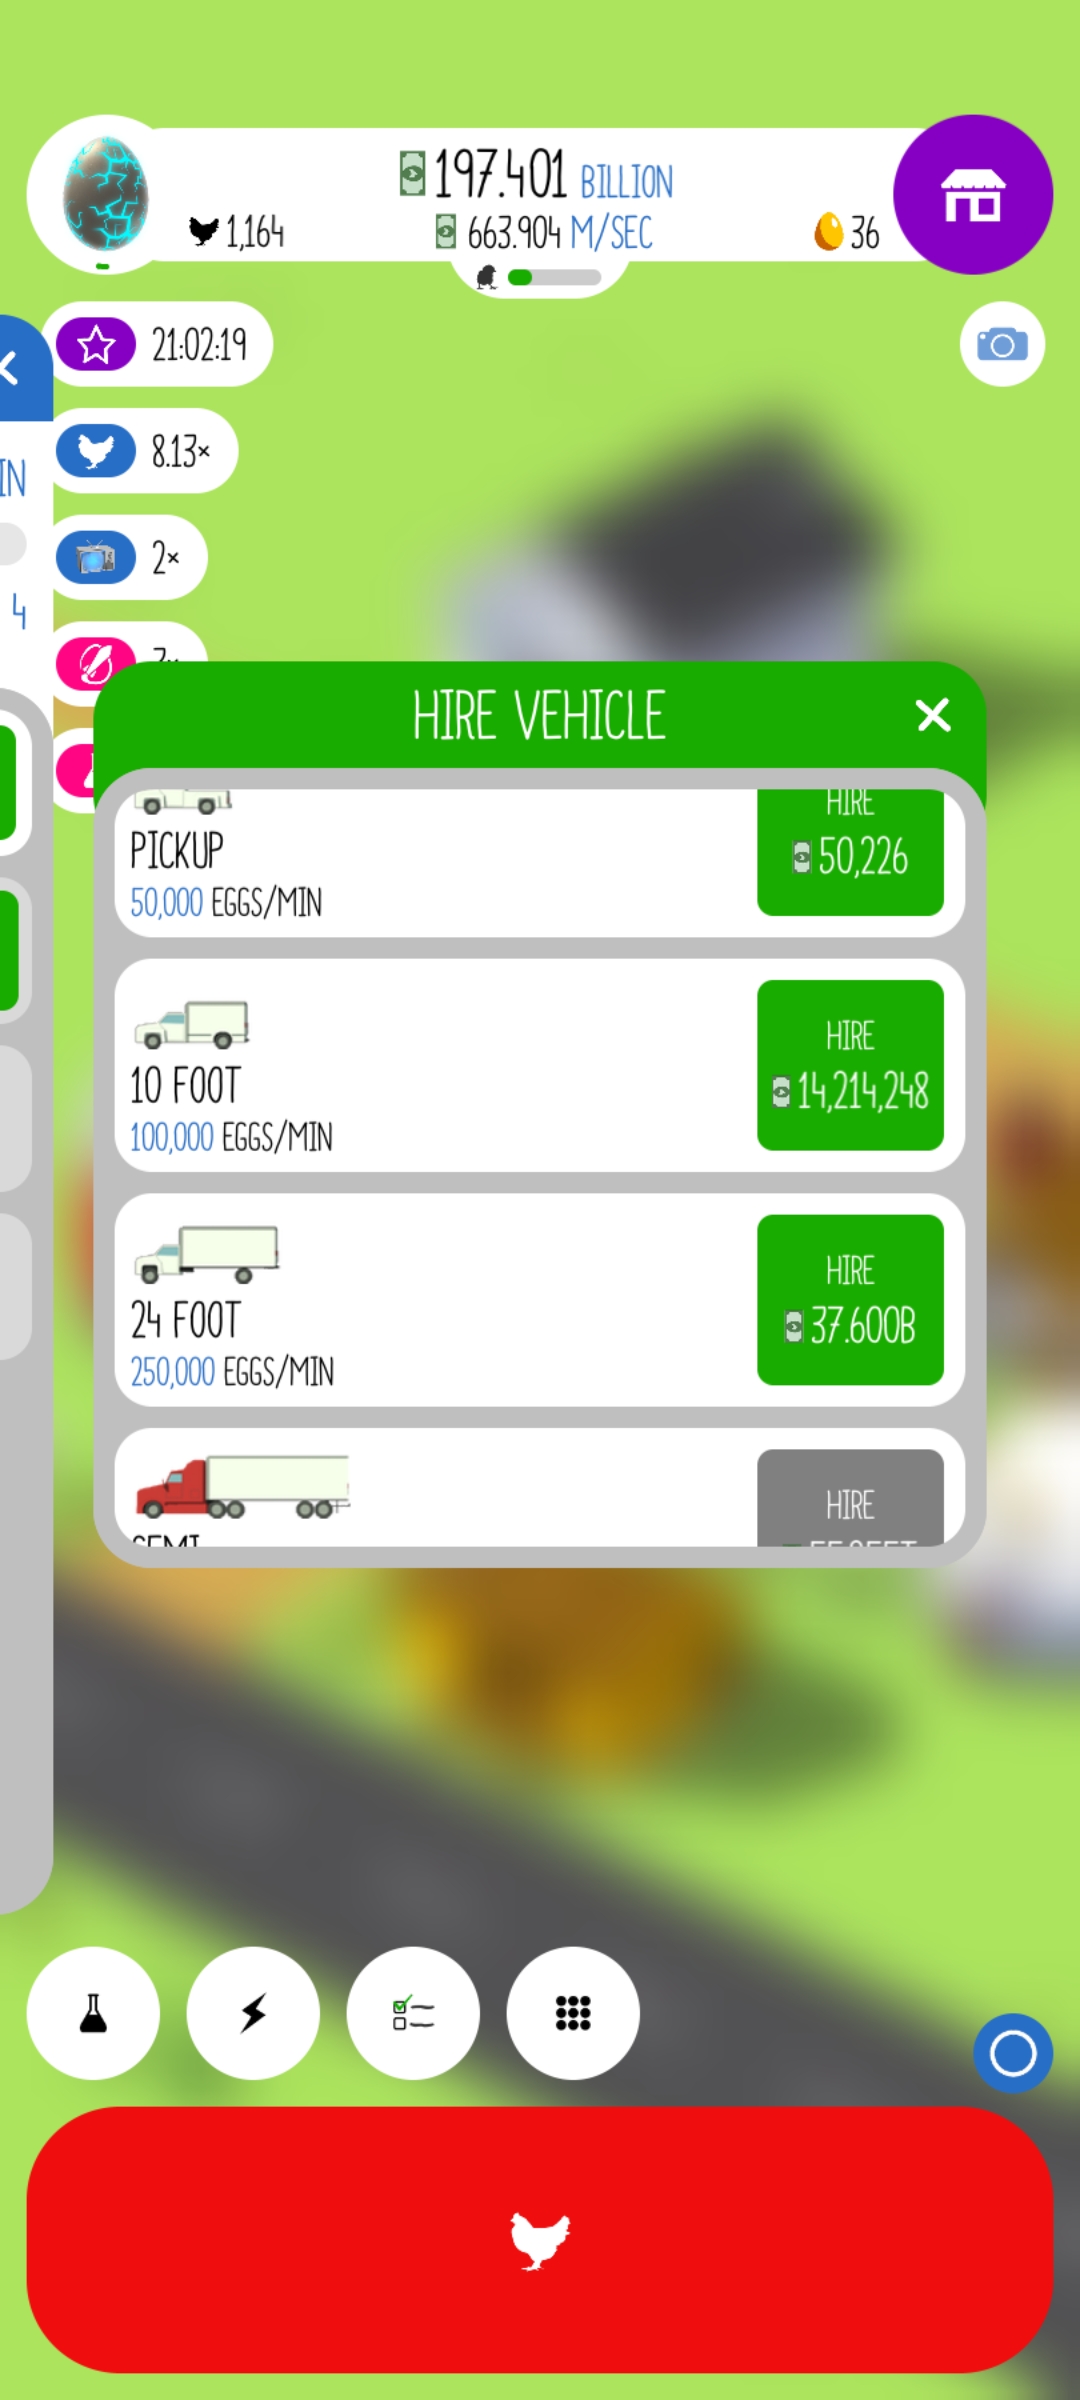 197.401 BILLION
1,164
663.904 M/SEC
36
21:02:19
8.13×
IN
2×
4
HIRE VEHICLE
HIRE
50,226
PICKUP
50,000 EGGS/MIN
HIRE
14,214,248
10 FOOT
100,000 EGGS/MIN
HIRE
37.600B
24 FOOT
250,000 EGGS/MIN
HIRE
SEMI